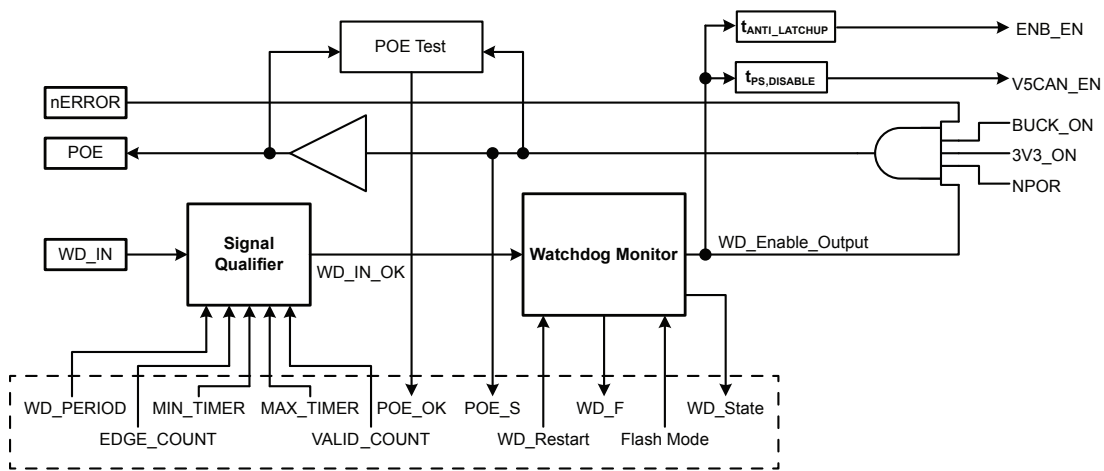 tANTI_LATCHUP
ENB_EN
POE Test
tPS,DISABLE
V5CAN_EN
nERROR
BUCK_ON
POE
3V3_ON
NPOR
Signal
Qualifier
WD_IN
WD_IN_OK
Watchdog Monitor
WD_Enable_Output
WD_PERIOD
MIN_TIMER
MAX_TIMER
POE_OK
POE_S
WD_F
WD_State
EDGE_COUNT
VALID_COUNT
WD_Restart
Flash Mode